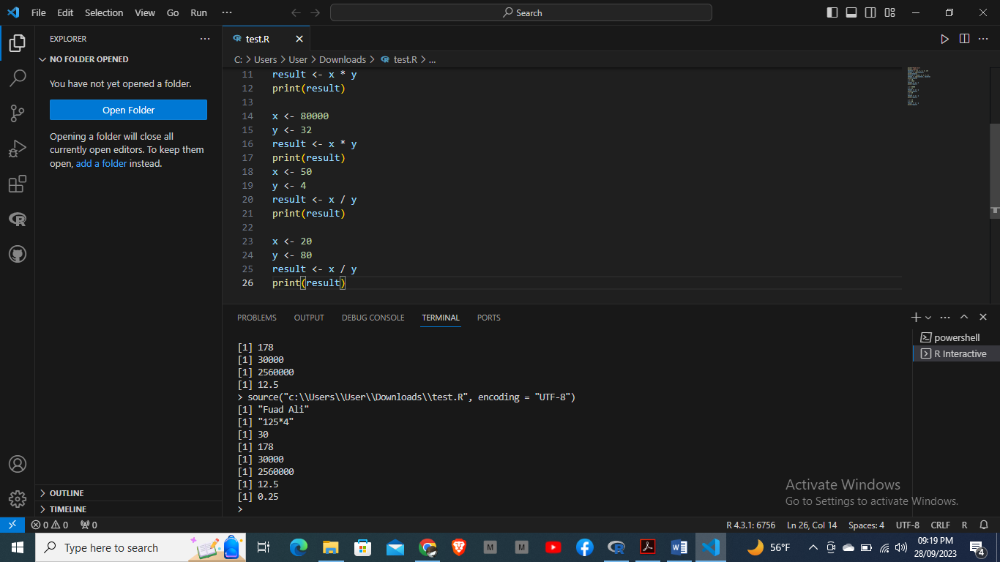 File Edit Selection View Go Run ···
Search
EXPLORER ···
NO FOLDER OPENED
You have not yet opened a folder.
Open Folder
Opening a folder will close all
currently open editors. To keep them
open, add a folder instead.
OUTLINE
TIMELINE
test.R
C: > Users > User > Downloads > test.R > ...
11 result <- x * y
12 print(result)
13
14 x <- 80000
15 y <- 32
16 result <- x * y
17 print(result)
18 x <- 50
19 y <- 4
20 result <- x / y
21 print(result)
22
23 x <- 20
24 y <- 80
25 result <- x / y
26 print(result)
PROBLEMS OUTPUT DEBUG CONSOLE TERMINAL PORTS
[1] 178
[1] 30000
[1] 2560000
[1] 12.5
> source("c:\\Users\\User\\Downloads\\test.R", encoding = "UTF-8")
[1] "Fuad Ali"
[1] "125*4"
[1] 30
[1] 178
[1] 30000
[1] 2560000
[1] 12.5
[1] 0.25
>
powershell
R Interactive
Activate Windows
Go to Settings to activate Windows.
0 0 0
R 4.3.1: 6756 Ln 26, Col 14 Spaces: 4 UTF-8 CRLF R
Type here to search
M M
56°F
09:19 PM
28/09/2023
4